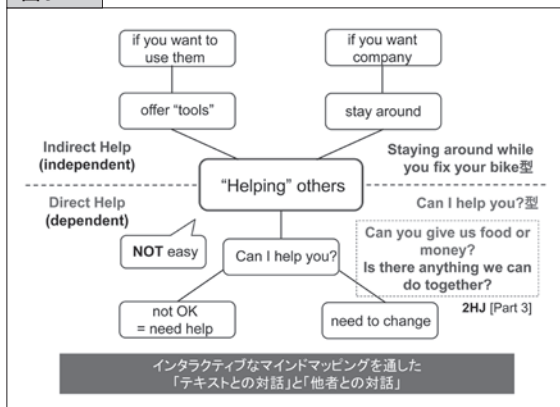 if you want to
use them
if you want
company
offer "tools"
stay around
Indirect Help
(independent)
Staying around while
you fix your bike型
"Helping" others
Direct Help
(dependent)
Can I help you?型
NOT easy
Can I help you?
Can you give us food or
money?
Is there anything we can
do together?
2HJ [Part 3]
not OK
= need help
need to change
インタラクティブなマインドマッピングを通した
「テキストとの対話」と「他者との対話」